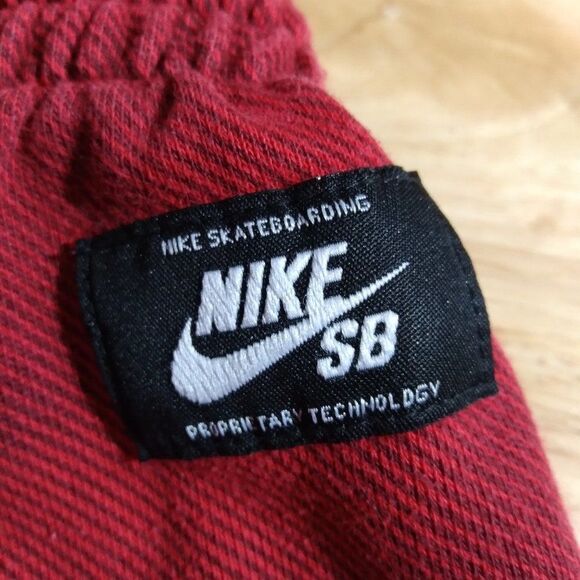 NIKE SKATEBOARDING
NIKE
SB
PROPRIETARY TECHNOLOGY